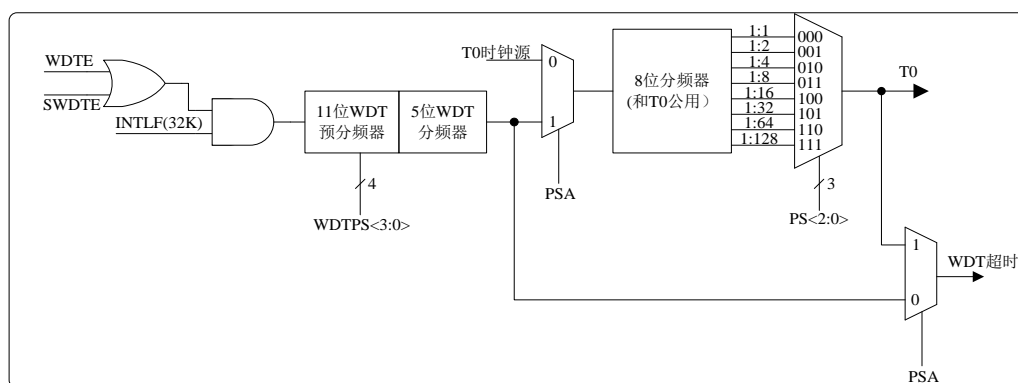 WDTE
SWDTE
INTLF(32K)
11位WDT
预分频器
5位WDT
分频器
4
WDTPS<3:0>
T0时钟源
0
1
PSA
8位分频器
(和T0公用）
1:1
1:2
1:4
1:8
1:16
1:32
1:64
1:128
000
001
010
011
100
101
110
111
3
PS<2:0>
T0
1
0
WDT超时
PSA